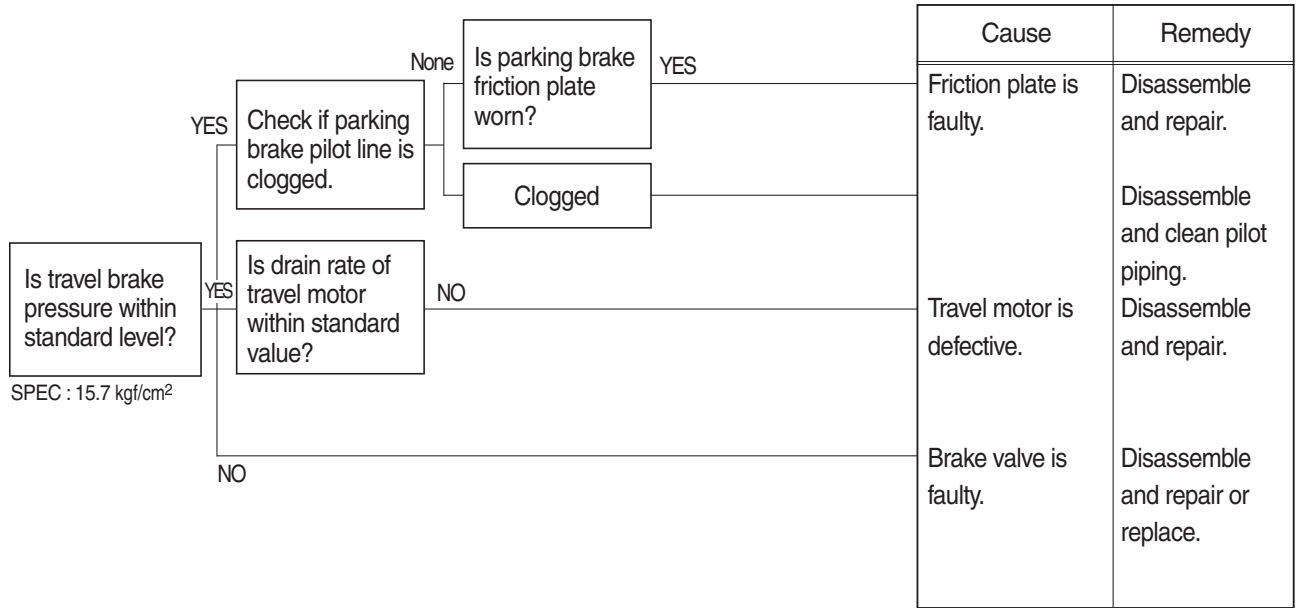 Cause
Remedy
None
Is parking brake
friction plate
worn?
YES
Friction plate is
faulty.
Disassemble
and repair.
YES
Check if parking
brake pilot line is
clogged.
Clogged
Disassemble
and clean pilot
piping.
Is travel brake
pressure within
standard level?
SPEC : 15.7 kgf/cm²
YES
Is drain rate of
travel motor
within standard
value?
NO
Travel motor is
defective.
Disassemble
and repair.
NO
Brake valve is
faulty.
Disassemble
and repair or
replace.